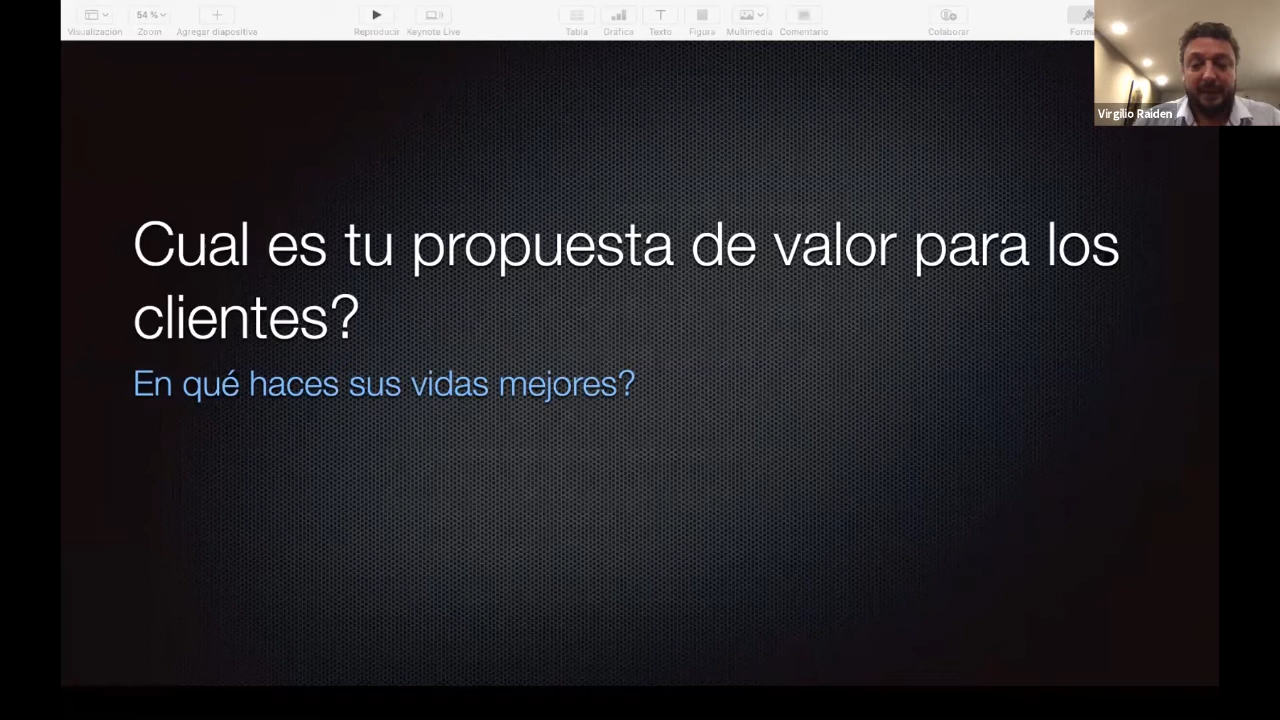 54 %
Visualización Zoom Agregar diapositiva Reproducir Keynote Live Tabla Gráfica Texto Figura Multimedia Comentario Colaborar
Virgilio Raiden
Cual es tu propuesta de valor para los
clientes?
En qué haces sus vidas mejores?